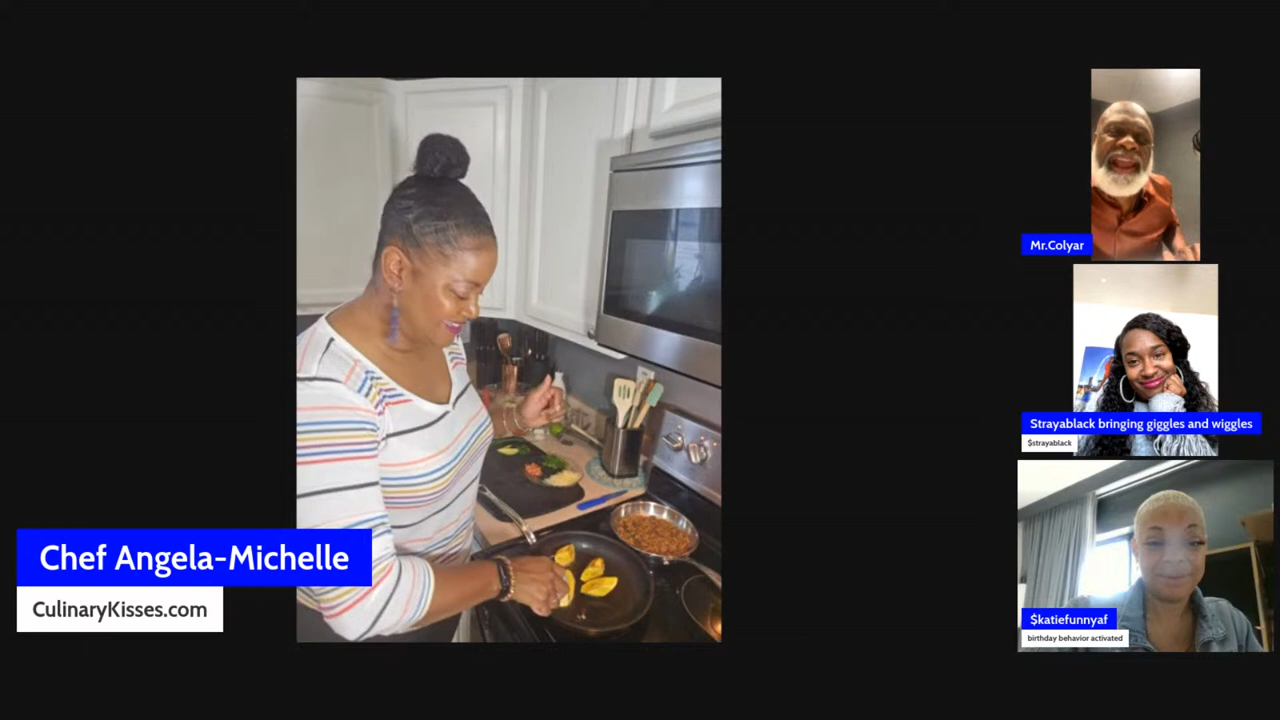 Chef Angela-Michelle
CulinaryKisses.com
Mr.Colyar
Strayablack bringing giggles and wiggles
$strayablack
$katiefunnyaf
birthday behavior activated